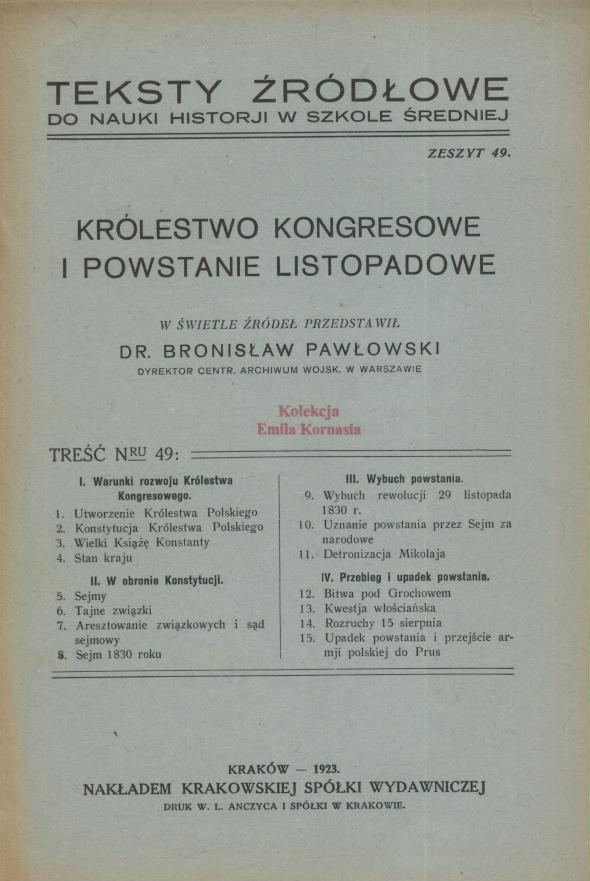 TEKSTY ŹRÓDŁOWE
DO NAUKI HISTORJI W SZKOLE ŚREDNIEJ
ZESZYT 49.
KRÓLESTWO KONGRESOWE
I POWSTANIE LISTOPADOWE
W ŚWIETLE ŹRÓDEŁ PRZEDSTAWIŁ
DR. BRONISŁAW PAWŁOWSKI
DYREKTOR CENTR. ARCHIWUM WOJSK. W WARSZAWIE
Kolekcja
Emila Kornasia
TREŚĆ NRU 49:
I. Warunki rozwoju Królestwa
Kongresowego.
1. Utworzenie Królestwa Polskiego
2. Konstytucja Królestwa Polskiego
3. Wielki Książę Konstanty
4. Stan kraju
II. W obronie Konstytucji.
5. Sejmy
6. Tajne związki
7. Aresztowanie związkowych i sąd
sejmowy
8. Sejm 1830 roku
III. Wybuch powstania.
9. Wybuch rewolucji 29 listopada
1830 r.
10. Uznanie powstania przez Sejm za
narodowe
11. Detronizacja Mikołaja
IV. Przebieg i upadek powstania.
12. Bitwa pod Grochowem
13. Kwestja włościańska
14. Rozruchy 15 sierpnia
15. Upadek powstania i przejście ar-
mji polskiej do Prus
KRAKÓW — 1923.
NAKŁADEM KRAKOWSKIEJ SPÓŁKI WYDAWNICZEJ
DRUK W. L. ANCZYCA I SPÓŁKI W KRAKOWIE.